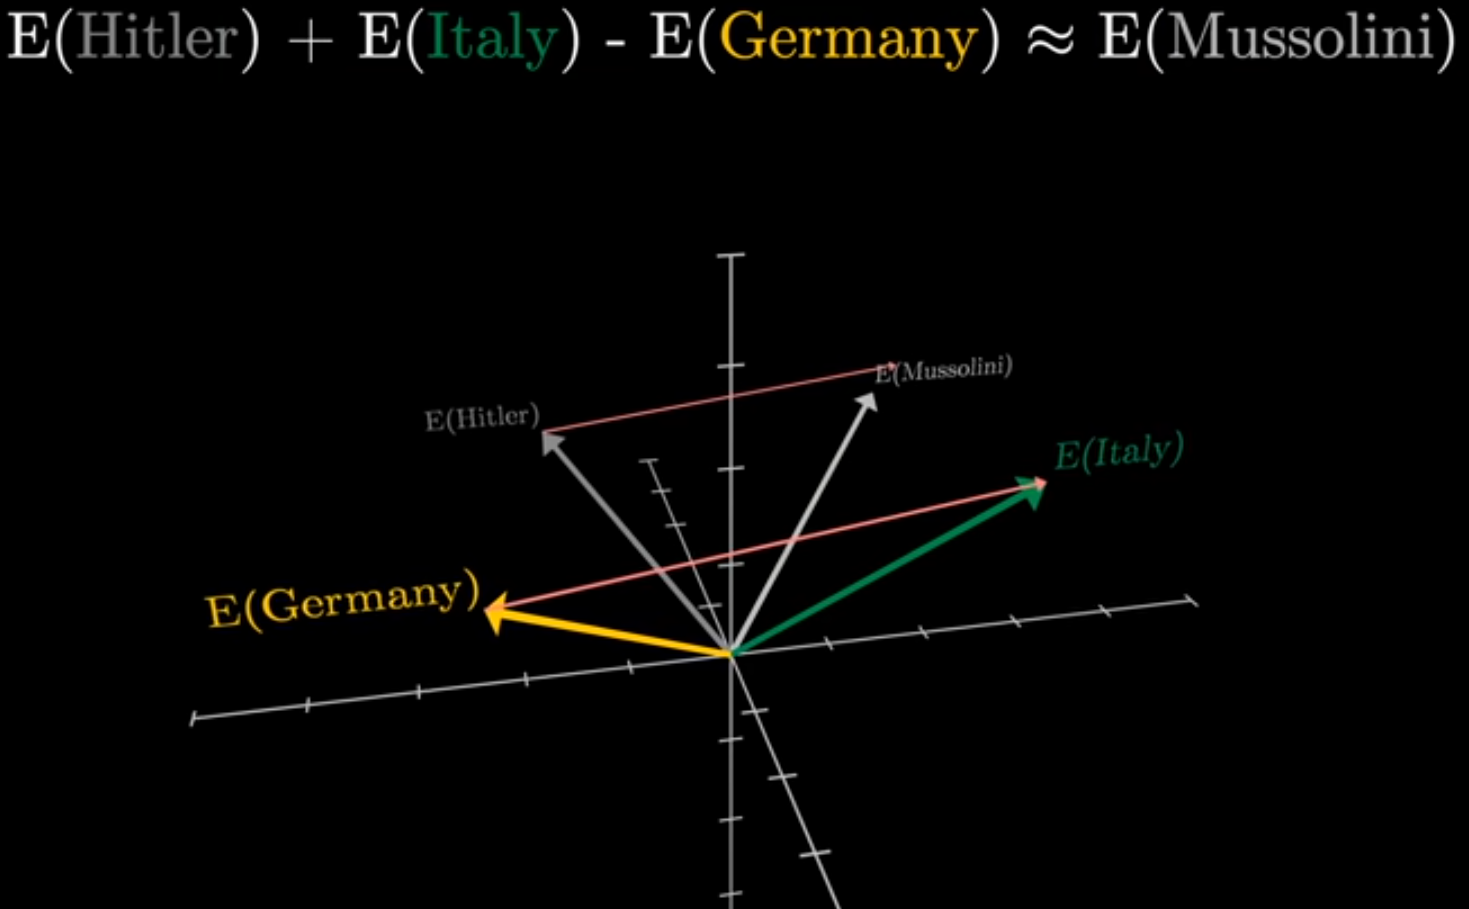 E(Hitler) + E(Italy) - E(Germany) ≈ E(Mussolini)
E(Mussolini)
E(Hitler)
E(Italy)
E(Germany)